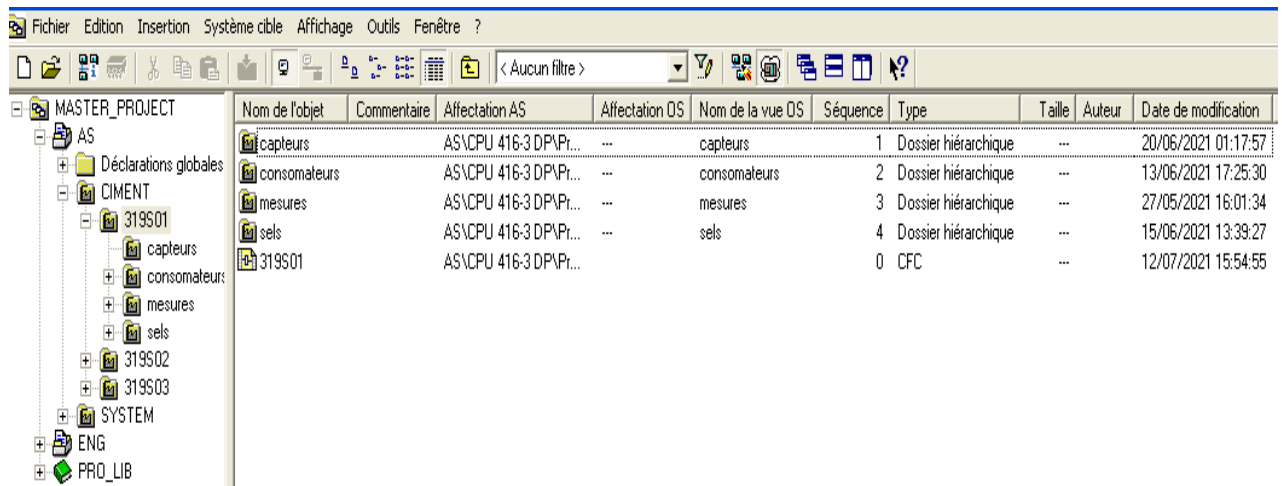 Fichier Edition Insertion Système cible Affichage Outils Fenêtre ?
< Aucun filtre >
MASTER_PROJECT
AS
Déclarations globales
CIMENT
319S01
capteurs
consomateurs
mesures
sels
319S02
319S03
SYSTEM
ENG
PRO_LIB
Nom de l'objet Commentaire Affectation AS Affectation OS Nom de la vue OS Séquence Type Taille Auteur Date de modification
capteurs AS\CPU 416-3 DP\Pr... --- capteurs 1 Dossier hiérarchique --- 20/06/2021 01:17:57
consomateurs AS\CPU 416-3 DP\Pr... --- consomateurs 2 Dossier hiérarchique --- 13/06/2021 17:25:30
mesures AS\CPU 416-3 DP\Pr... --- mesures 3 Dossier hiérarchique --- 27/05/2021 16:01:34
sels AS\CPU 416-3 DP\Pr... --- sels 4 Dossier hiérarchique --- 15/06/2021 13:39:27
319S01 AS\CPU 416-3 DP\Pr... 0 CFC --- 12/07/2021 15:54:55